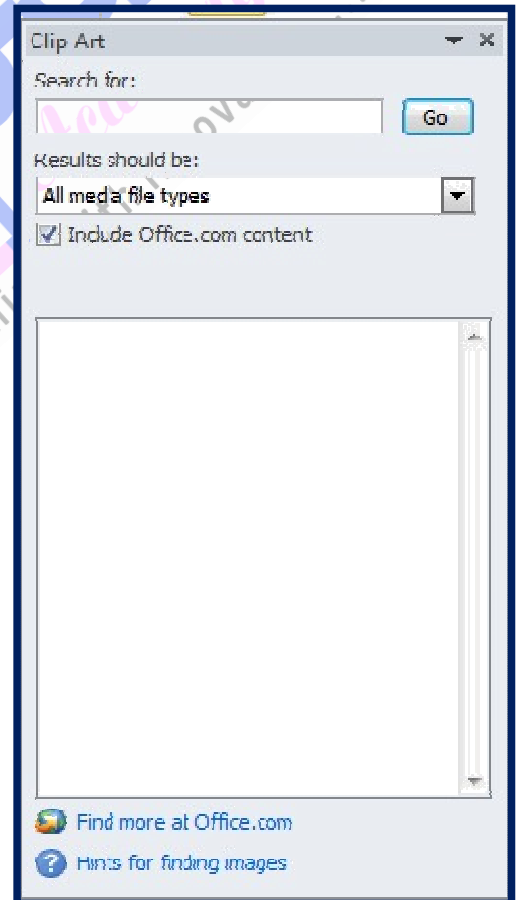 Clip Art
Search for:
Go
Results should be:
All media file types
Include Office.com content
Find more at Office.com
Hints for finding images